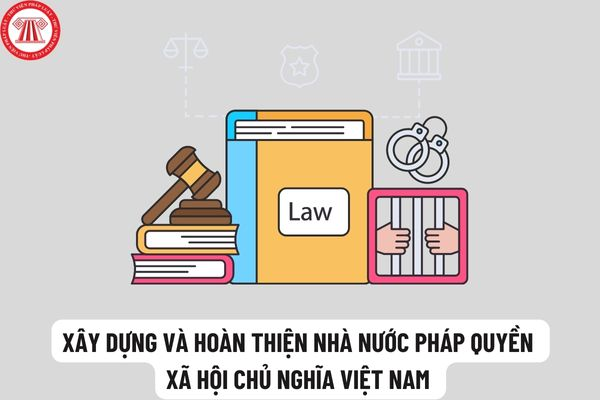 Law
XÂY DỰNG VÀ HOÀN THIỆN NHÀ NƯỚC PHÁP QUYỀN
XÃ HỘI CHỦ NGHĨA VIỆT NAM